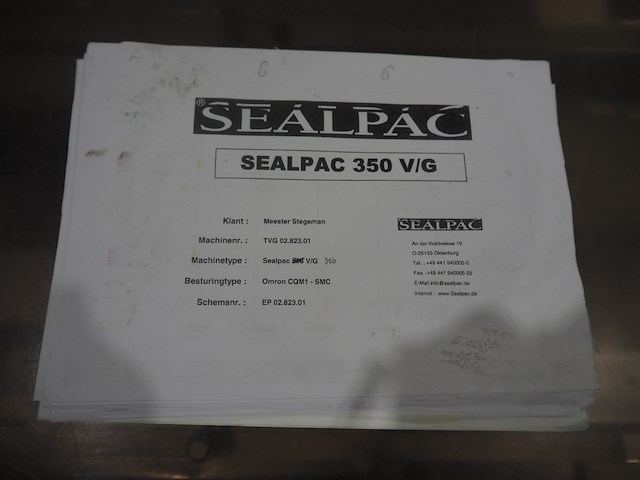 ® SEALPAC
SEALPAC 350 V/G
Klant : Meester Stegeman
Machinenr. : TVG 02.823.01
Machinetype : Sealpac V/G 350
Besturingtype : Omron CQM1 - SMC
Schemanr. : EP 02.823.01
SEALPAC
An der Kolckwiese 10
D-26133 Oldenburg
Tel. : +49 441 940005-0
Fax. : +49 441 940005-55
E-Mail info@sealpac.de
Internet : www.Sealpac.de